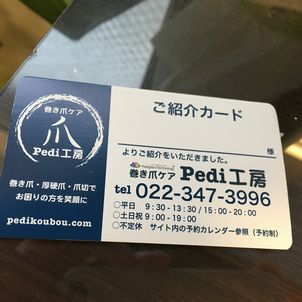 巻き爪ケア
爪
Pedi工房
巻き爪・厚硬爪・爪切で
お困りの方を笑顔に
pedikoubou.com
ご紹介カード
様
よりご紹介をいただきました。
巻き爪ケア Pedi工房
tel 022-347-3996
○平日 9:30-13:30/15:00-20:00
○土日祝 9:00-19:00
○不定休 サイト内の予約カレンダー参照（予約制）